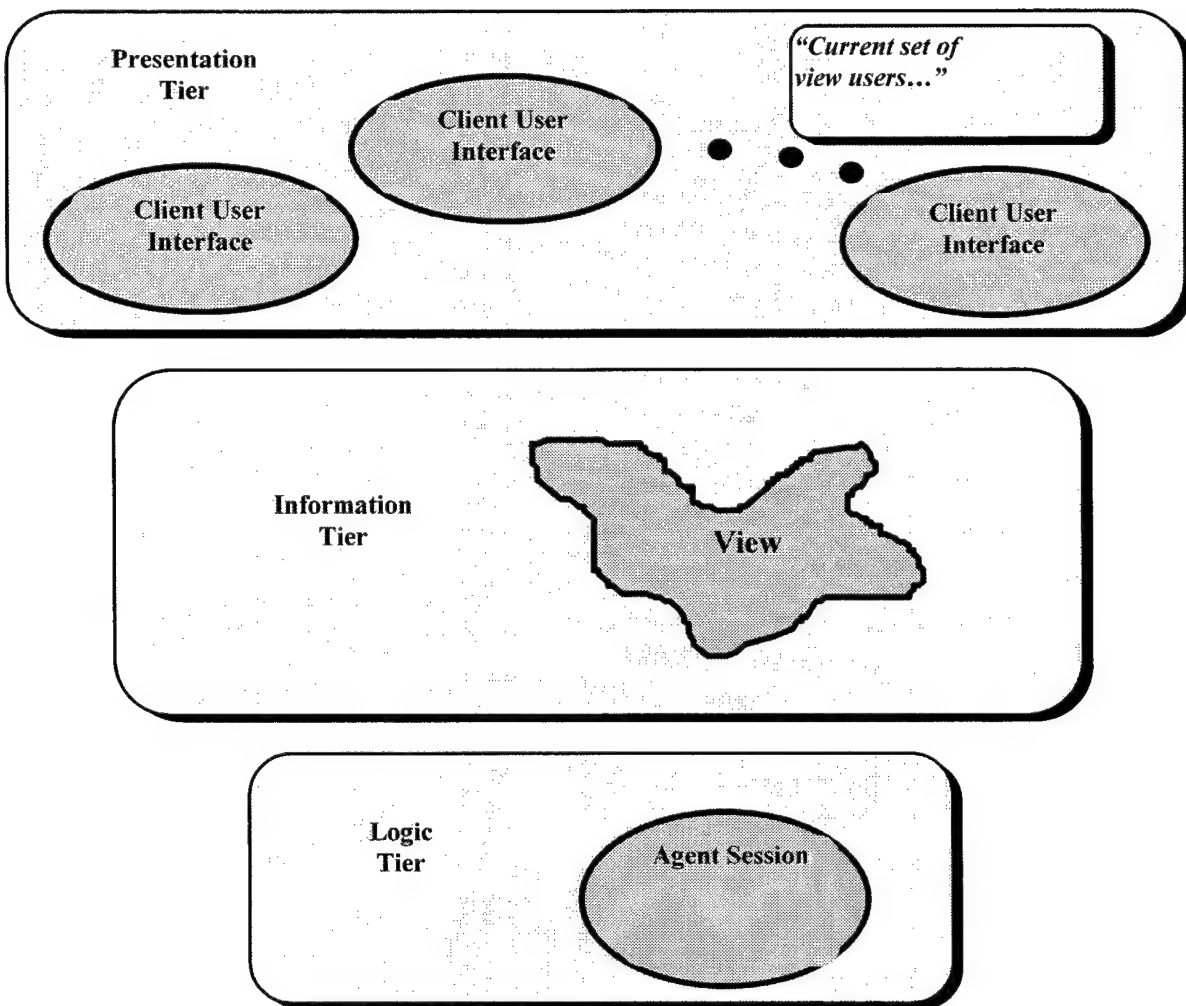 Presentation
Tier
"Current set of
view users..."
Client User
Interface
Client User
Interface
Client User
Interface
Information
Tier
View
Logic
Tier
Agent Session